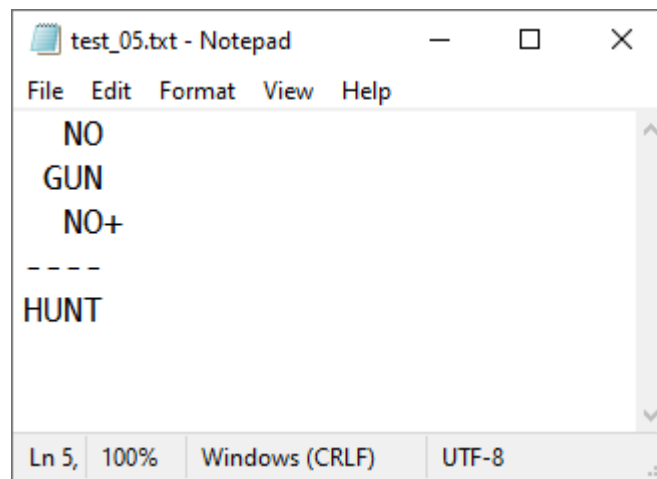 test_05.txt - Notepad
File Edit Format View Help
  NO
 GUN
  NO+
----
HUNT
Ln 5, 100% Windows (CRLF) UTF-8